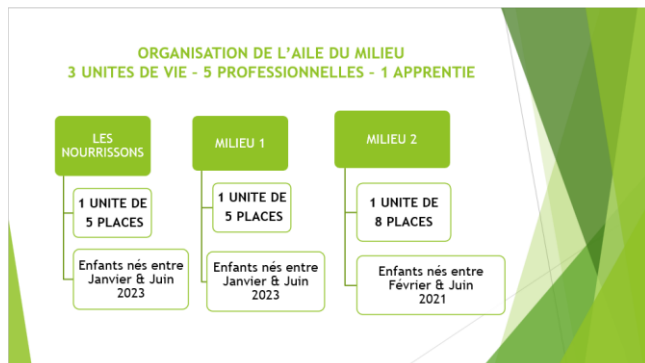 ORGANISATION DE L'AILE DU MILIEU
3 UNITES DE VIE – 5 PROFESSIONNELLES – 1 APPRENTIE
LES
NOURRISSONS
1 UNITE DE
5 PLACES
Enfants nés entre
Janvier & Juin
2023
MILIEU 1
1 UNITE DE
5 PLACES
Enfants nés entre
Janvier & Juin
2023
MILIEU 2
1 UNITE DE
8 PLACES
Enfants nés entre
Février & Juin
2021